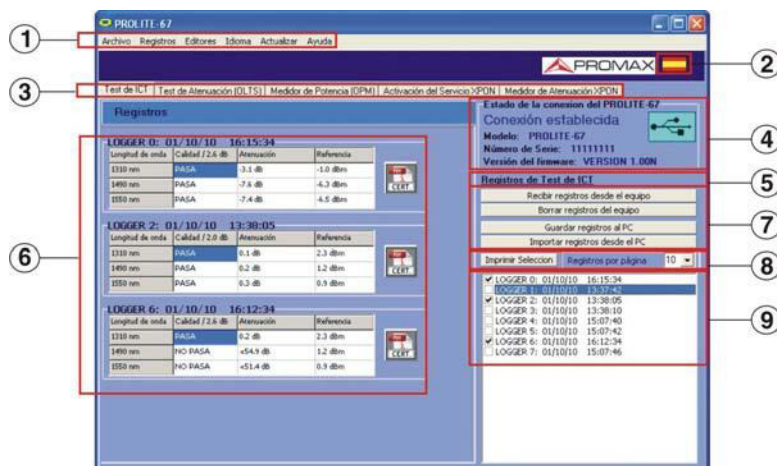 PROLITE-67
Archivo Registros Editores Idioma Actualizar Ayuda
1
PROMAX
2
3
Test de ICT Test de Atenuación (OLTS) Medidor de Potencia (OPM) Activación del Servicio XPON Medidor de Atenuación XPON
Registros
Estado de la conexion del PROLITE-67
Conexión establecida
Modelo: PROLITE-67
Número de Serie: 11111111
Versión del firmware: VERSION 1.00N
4
Registros de Test de ICT
5
6
LOGGER 0: 01/10/10 16:15:34
Longitud de onda Calidad / 2.6 dB Atenuación Referencia
1310 nm PASA -3.1 dB -1.0 dBm
1490 nm PASA -7.6 dB -6.3 dBm
1550 nm PASA -7.4 dB -6.5 dBm
CERT
LOGGER 2: 01/10/10 13:38:05
Longitud de onda Calidad / 2.0 dB Atenuación Referencia
1310 nm PASA 0.1 dB 2.3 dBm
1490 nm PASA 0.2 dB 1.2 dBm
1550 nm PASA 0.3 dB 0.9 dBm
CERT
LOGGER 6: 01/10/10 16:12:34
Longitud de onda Calidad / 2.6 dB Atenuación Referencia
1310 nm PASA 0.2 dB 2.3 dBm
1490 nm NO PASA <54.9 dB 1.2 dBm
1550 nm NO PASA <51.4 dB 0.9 dBm
CERT
Recibir registros desde el equipo
Borrar registros del equipo
Guardar registros al PC
Importar registros desde el PC
7
Imprimir Seleccion Registros por página 10
8
LOGGER 0: 01/10/10 16:15:34
LOGGER 1: 01/10/10 13:37:42
LOGGER 2: 01/10/10 13:38:05
LOGGER 3: 01/10/10 13:38:10
LOGGER 4: 01/10/10 15:07:40
LOGGER 5: 01/10/10 15:07:42
LOGGER 6: 01/10/10 16:12:34
LOGGER 7: 01/10/10 15:07:46
9